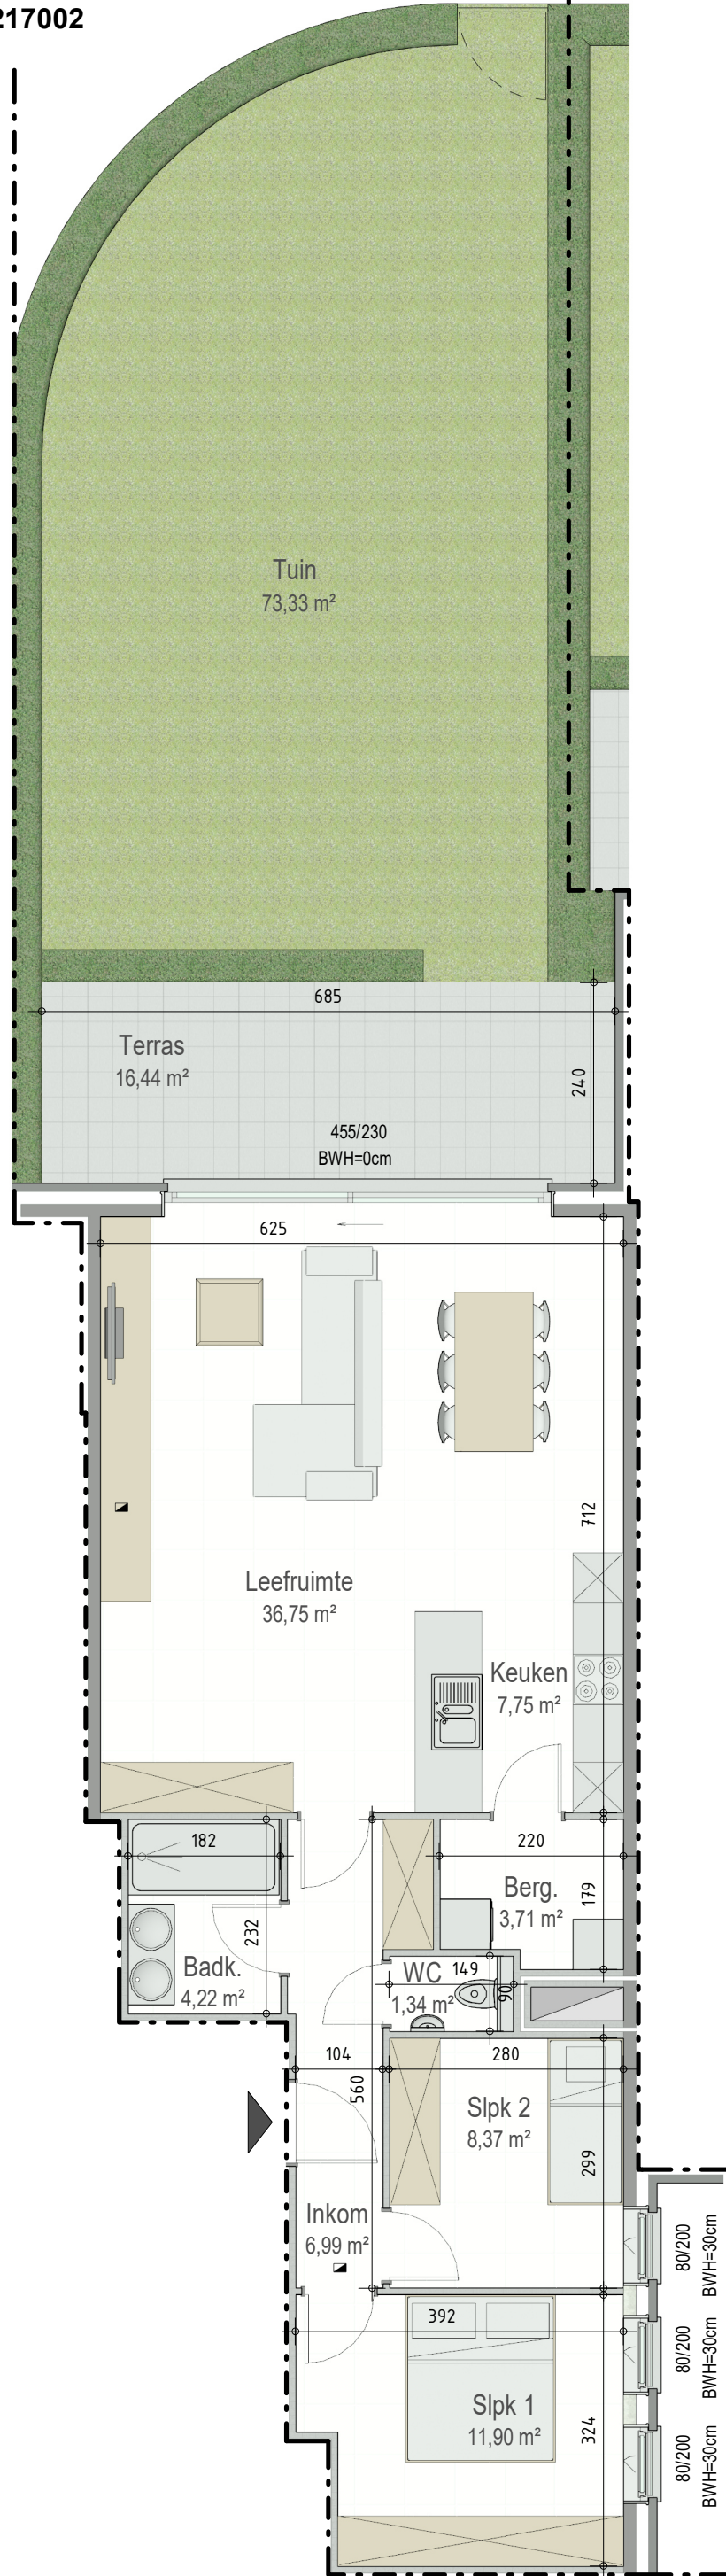 217002
Tuin
73,33 m²
685
Terras
16,44 m²
240
455/230
BWH=0cm
625
712
Leefruimte
36,75 m²
Keuken
7,75 m²
182
220
Berg.
3,71 m²
179
232
Badk.
4,22 m²
WC
149
1,34 m²
90
104
280
560
Slpk 2
8,37 m²
299
Inkom
6,99 m²
80/200
BWH=30cm
392
80/200
BWH=30cm
Slpk 1
11,90 m²
324
80/200
BWH=30cm